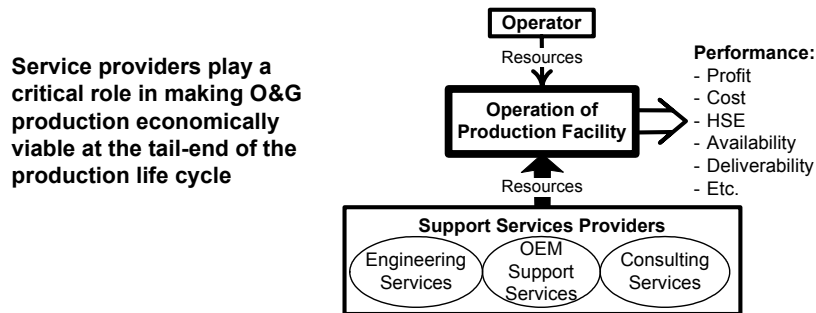 Service providers play a
critical role in making O&G
production economically
viable at the tail-end of the
production life cycle
Operator
Resources
Operation of
Production Facility
Performance:
- Profit
- Cost
- HSE
- Availability
- Deliverability
- Etc.
Resources
Support Services Providers
Engineering
Services
OEM
Support
Services
Consulting
Services